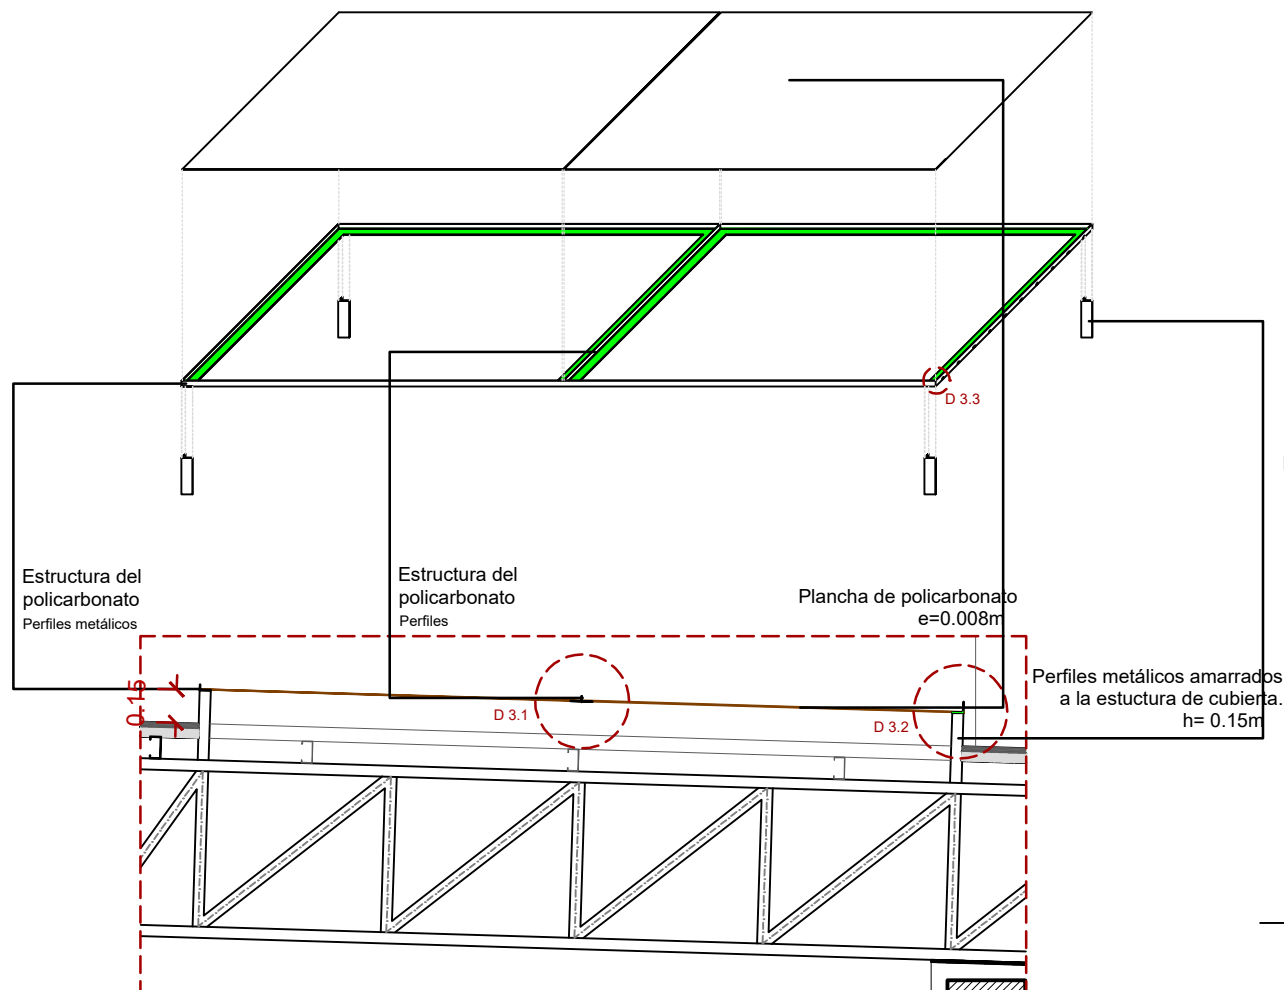 D 3.3
Estructura del
policarbonato
Perfiles metálicos
Estructura del
policarbonato
Perfiles
Plancha de policarbonato
e=0.008m
Perfiles metálicos amarrados
a la estuctura de cubierta.
h= 0.15m
0.15
D 3.1
D 3.2